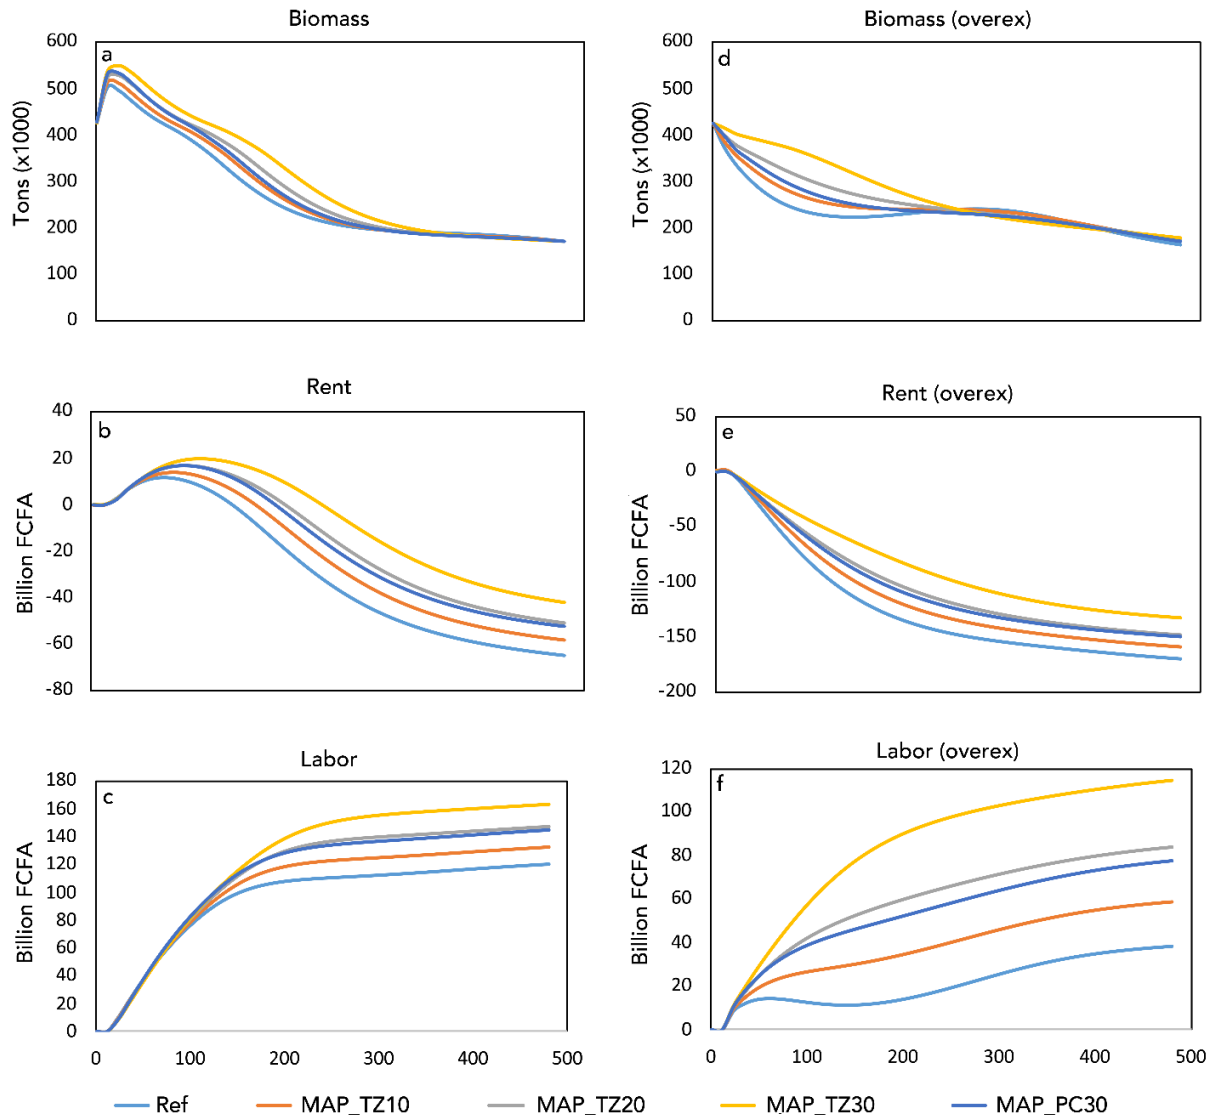 Biomass
a
600
500
400
300
200
100
0
Tons (x1000)
Biomass (overex)
d
600
500
400
300
200
100
0
Tons (x1000)
Rent
b
40
20
0
-20
-40
-60
-80
Billion FCFA
Rent (overex)
e
50
0
-50
-100
-150
-200
Billion FCFA
Labor
c
180
160
140
120
100
80
60
40
20
0
Billion FCFA
0 100 200 300 400 500
Labor (overex)
f
120
100
80
60
40
20
0
Billion FCFA
0 100 200 300 400 500
Ref MAP_TZ10 MAP_TZ20 MAP_TZ30 MAP_PC30